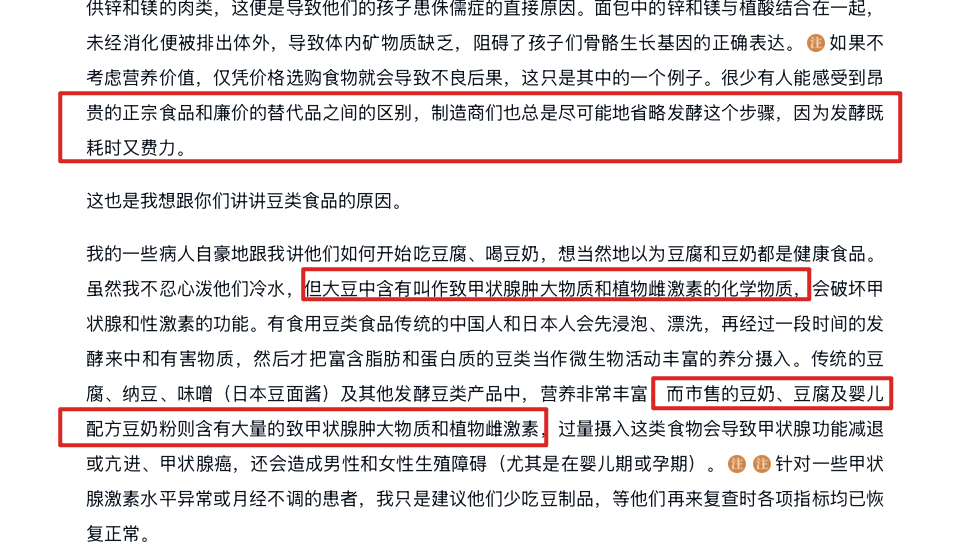 供锌和镁的肉类，这便是导致他们的孩子患侏儒症的直接原因。面包中的锌和镁与植酸结合在一起，
未经消化便被排出体外，导致体内矿物质缺乏，阻碍了孩子们骨骼生长基因的正确表达。注如果不
考虑营养价值，仅凭价格选购食物就会导致不良后果，这只是其中的一个例子。很少有人能感受到昂
贵的正宗食品和廉价的替代品之间的区别，制造商们也总是尽可能地省略发酵这个步骤，因为发酵既
耗时又费力。
这也是我想跟你们讲讲豆类食品的原因。
我的一些病人自豪地跟我讲他们如何开始吃豆腐、喝豆奶，想当然地以为豆腐和豆奶都是健康食品。
虽然我不忍心泼他们冷水，但大豆中含有叫作致甲状腺肿大物质和植物雌激素的化学物质，会破坏甲
状腺和性激素的功能。有食用豆类食品传统的中国人和日本人会先浸泡、漂洗，再经过一段时间的发
酵来中和有害物质，然后才把富含脂肪和蛋白质的豆类当作微生物活动丰富的养分摄入。传统的豆
腐、纳豆、味噌（日本豆面酱）及其他发酵豆类产品中，营养非常丰富，而市售的豆奶、豆腐及婴儿
配方豆奶粉则含有大量的致甲状腺肿大物质和植物雌激素，过量摄入这类食物会导致甲状腺功能减退
或亢进、甲状腺癌，还会造成男性和女性生殖障碍（尤其是在婴儿期或孕期）。注 注针对一些甲状
腺激素水平异常或月经不调的患者，我只是建议他们少吃豆制品，等他们再来复查时各项指标均已恢
复正常。